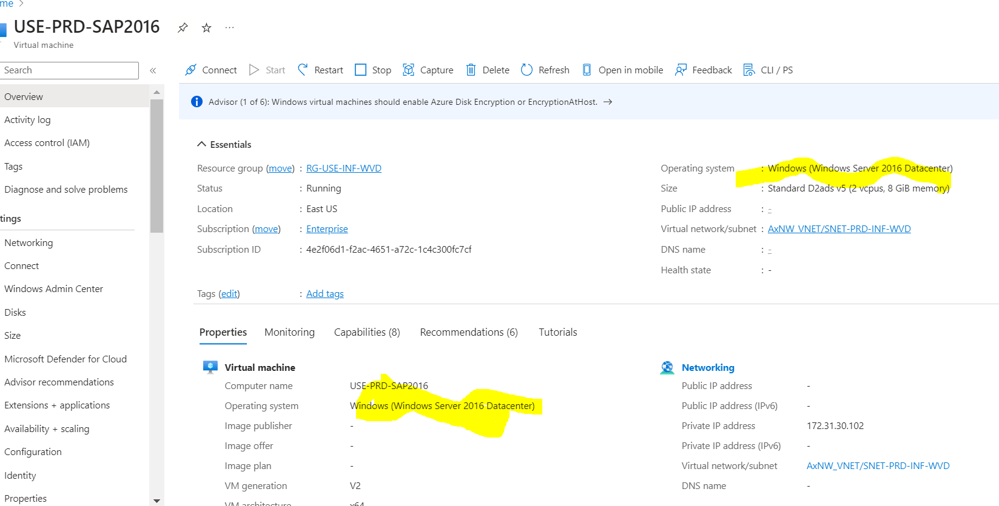 me >
USE-PRD-SAP2016
Virtual machine
Search
«
Connect Start Restart Stop Capture Delete Refresh Open in mobile Feedback CLI / PS
Overview
Activity log
Access control (IAM)
Tags
Diagnose and solve problems
tings
Networking
Connect
Windows Admin Center
Disks
Size
Microsoft Defender for Cloud
Advisor recommendations
Extensions + applications
Availability + scaling
Configuration
Identity
Properties
Advisor (1 of 6): Windows virtual machines should enable Azure Disk Encryption or EncryptionAtHost. →
Essentials
Resource group (move) : RG-USE-INF-WVD
Status : Running
Location : East US
Subscription (move) : Enterprise
Subscription ID : 4e2f06d1-f2ac-4651-a72c-1c4c300fc7cf
Operating system : Windows (Windows Server 2016 Datacenter)
Size : Standard D2ads v5 (2 vcpus, 8 GiB memory)
Public IP address : -
Virtual network/subnet : AxNW_VNET/SNET-PRD-INF-WVD
DNS name : -
Health state : -
Tags (edit) : Add tags
Properties Monitoring Capabilities (8) Recommendations (6) Tutorials
Virtual machine
Computer name USE-PRD-SAP2016
Operating system Windows (Windows Server 2016 Datacenter)
Image publisher -
Image offer -
Image plan -
VM generation V2
VM architecture x64
Networking
Public IP address -
Public IP address (IPv6) -
Private IP address 172.31.30.102
Private IP address (IPv6) -
Virtual network/subnet AxNW_VNET/SNET-PRD-INF-WVD
DNS name -